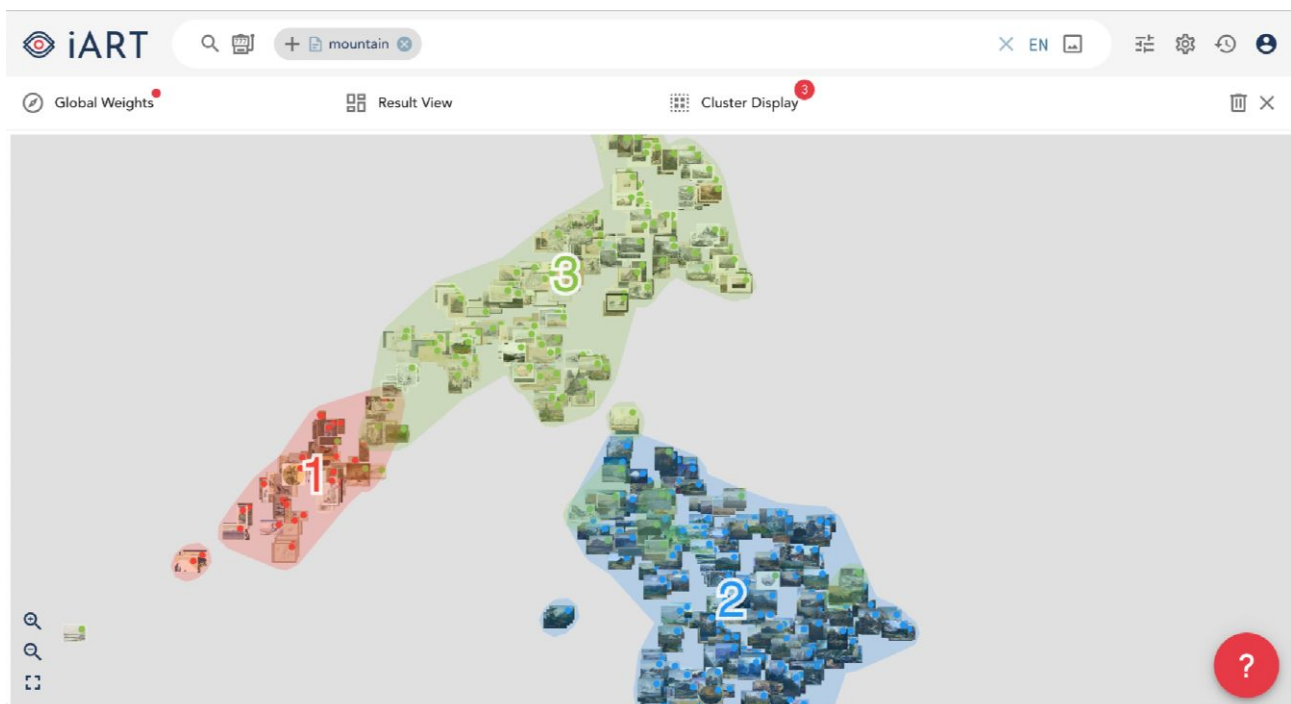 iART
+ mountain
EN
Global Weights
Result View
Cluster Display
3
3
1
2
?